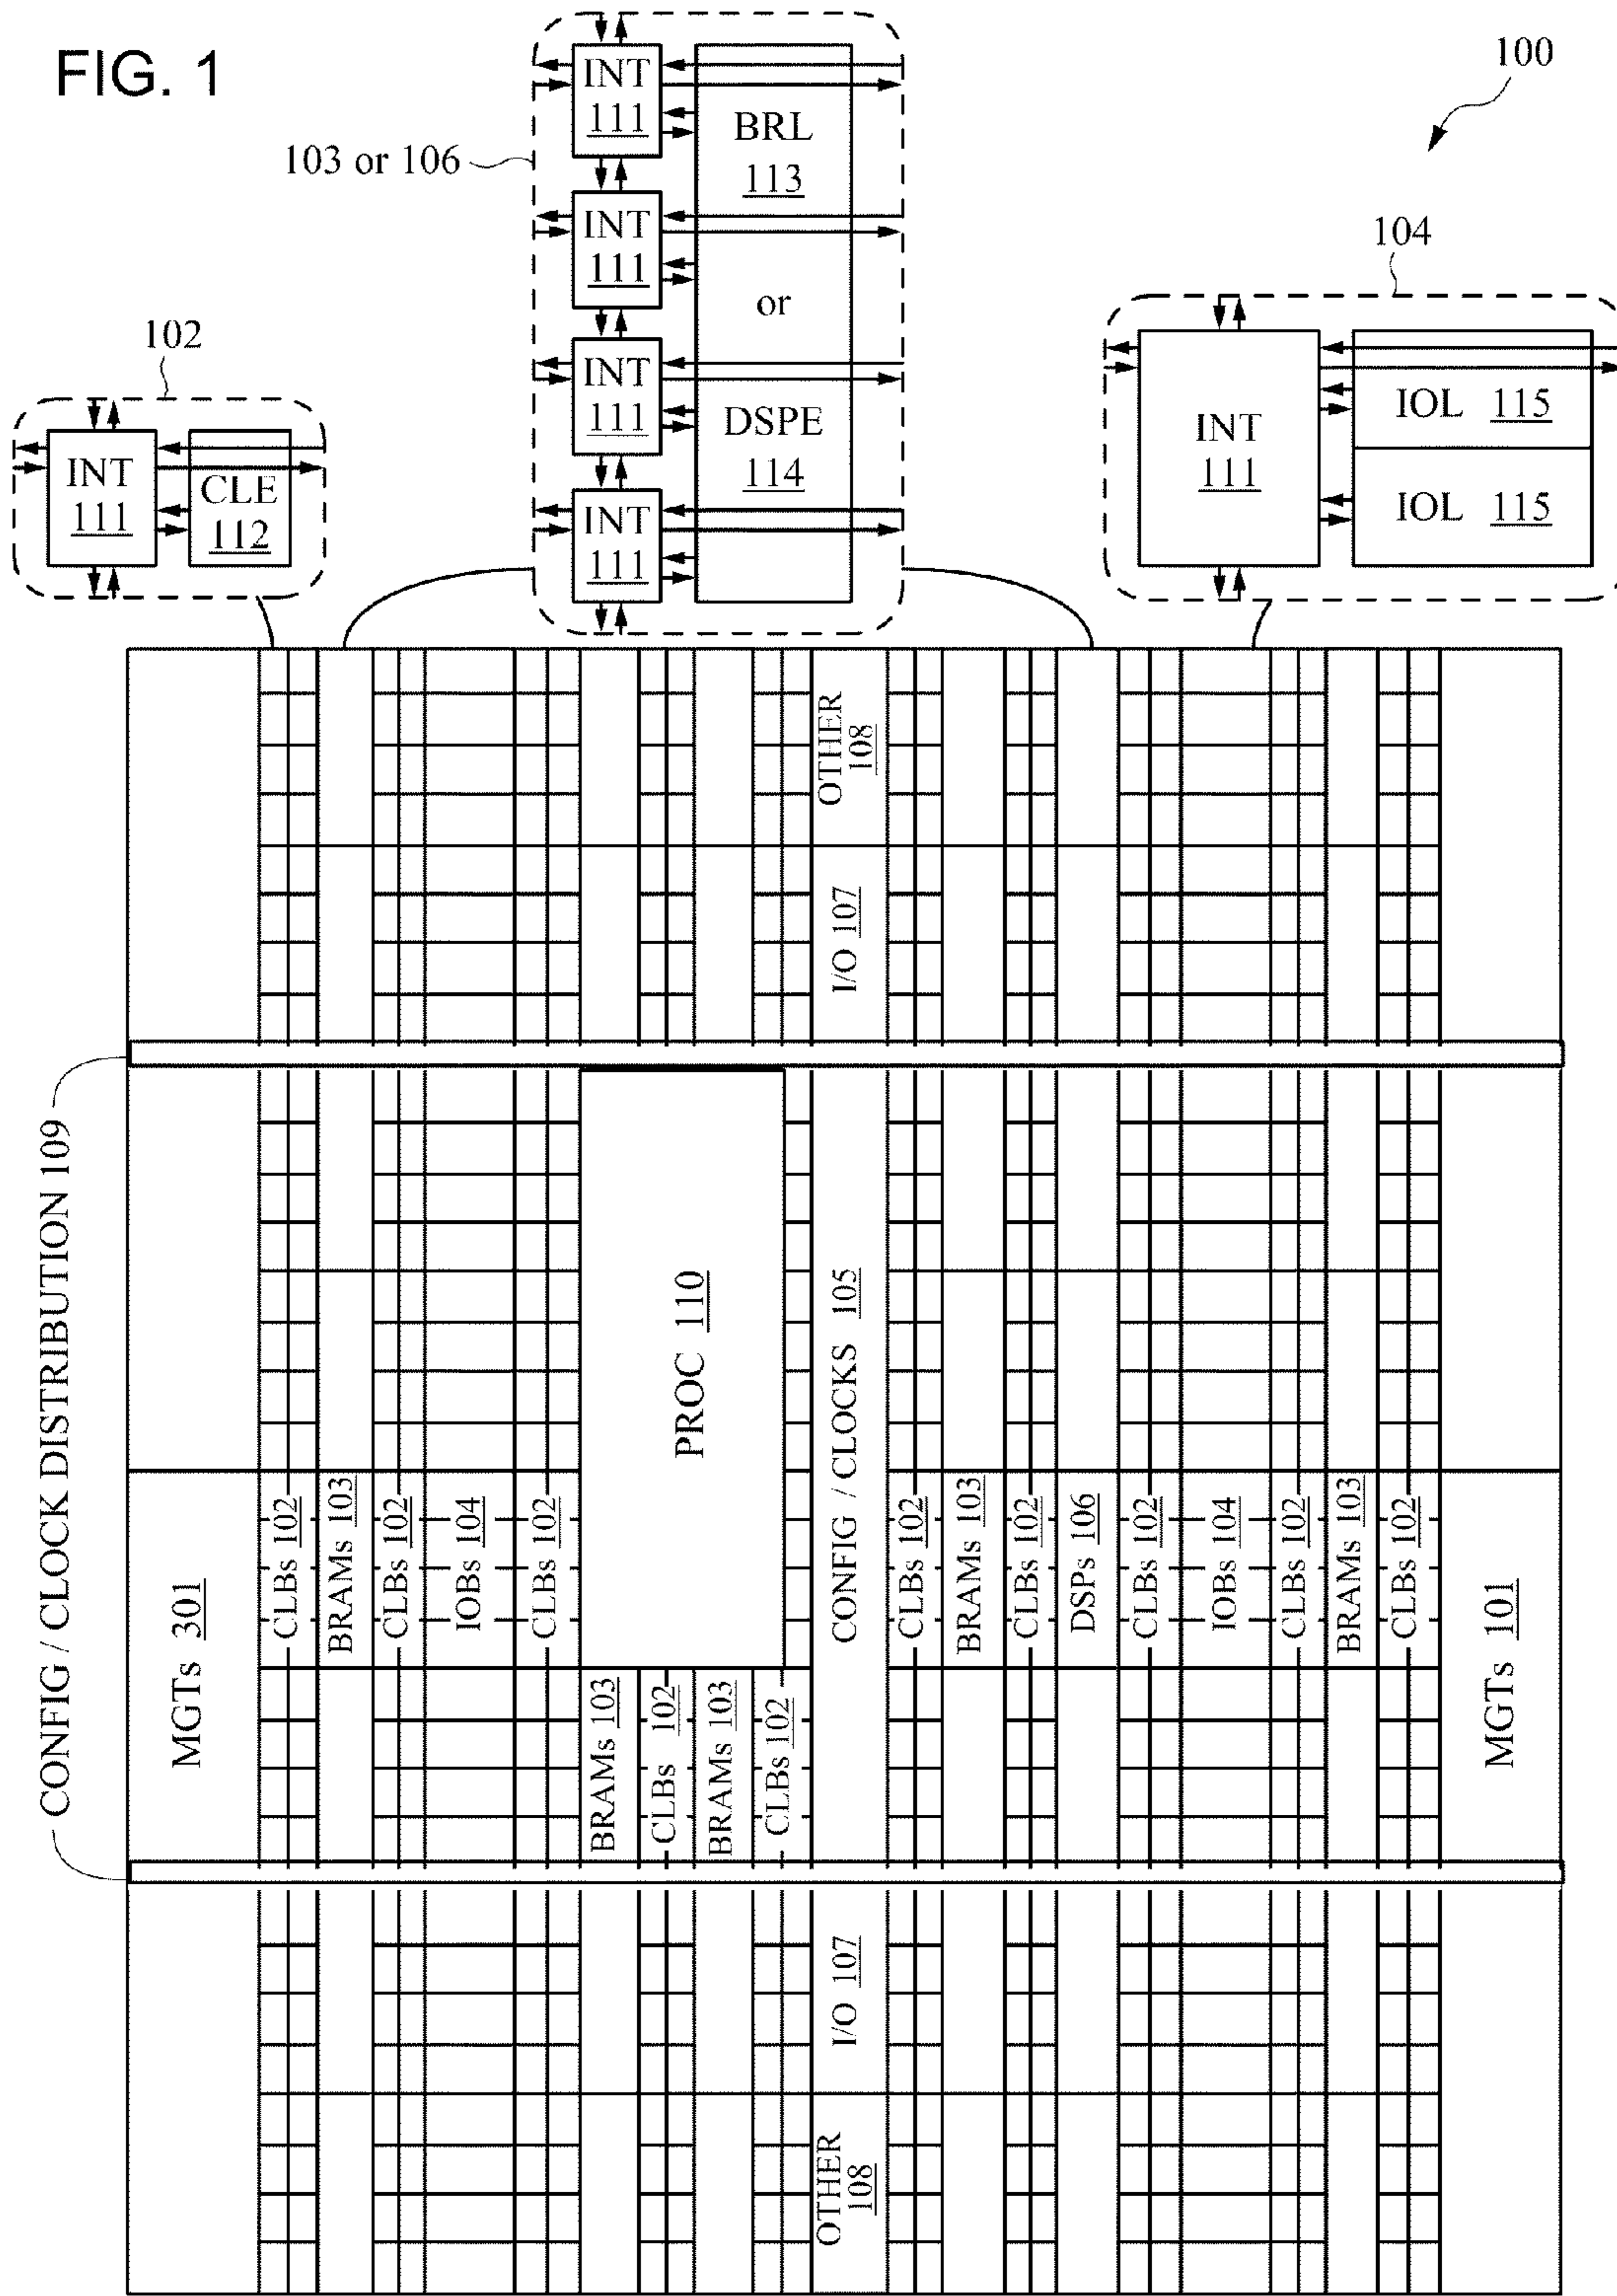 FIG. 1
100
103 or 106
INT
111
INT
111
INT
111
INT
111
BRL
113
or
DSPE
114
104
INT
111
IOL 115
IOL 115
102
INT
111
CLE
112
OTHER
108
I/O 107
CONFIG / CLOCK DISTRIBUTION 109
PROC 110
CONFIG / CLOCKS 105
MGTs 301
CLBs 102
BRAMs 103
CLBs 102
IOBs 104
CLBs 102
BRAMs 103
CLBs 102
BRAMs 103
CLBs 102
CLBs 102
BRAMs 103
CLBs 102
DSPs 106
CLBs 102
IOBs 104
CLBs 102
BRAMs 103
CLBs 102
MGTs 101
I/O 107
OTHER
108